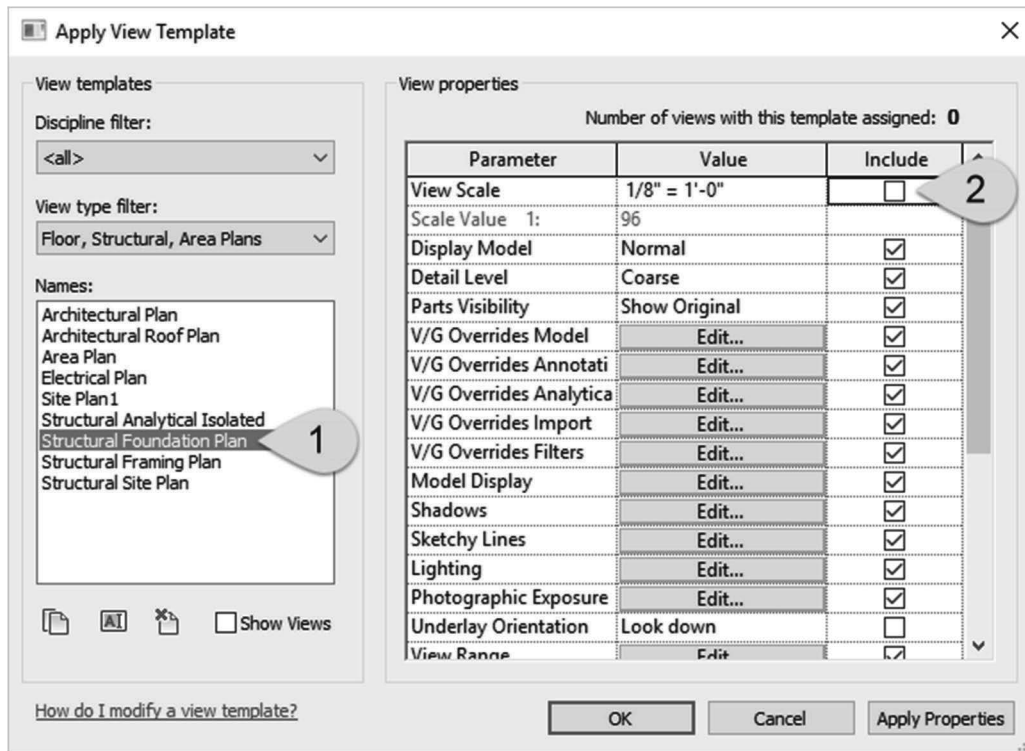 Apply View Template
View templates
Discipline filter:
<all>
View type filter:
Floor, Structural, Area Plans
Names:
Architectural Plan
Architectural Roof Plan
Area Plan
Electrical Plan
Site Plan1
Structural Analytical Isolated
Structural Foundation Plan
Structural Framing Plan
Structural Site Plan
1
AI
Show Views
How do I modify a view template?
View properties
Number of views with this template assigned: 0
Parameter Value Include
View Scale 1/8" = 1'-0"
2
Scale Value 1: 96
Display Model Normal
Detail Level Coarse
Parts Visibility Show Original
V/G Overrides Model Edit...
V/G Overrides Annotati Edit...
V/G Overrides Analytica Edit...
V/G Overrides Import Edit...
V/G Overrides Filters Edit...
Model Display Edit...
Shadows Edit...
Sketchy Lines Edit...
Lighting Edit...
Photographic Exposure Edit...
Underlay Orientation Look down
View Range Edit
OK Cancel Apply Properties